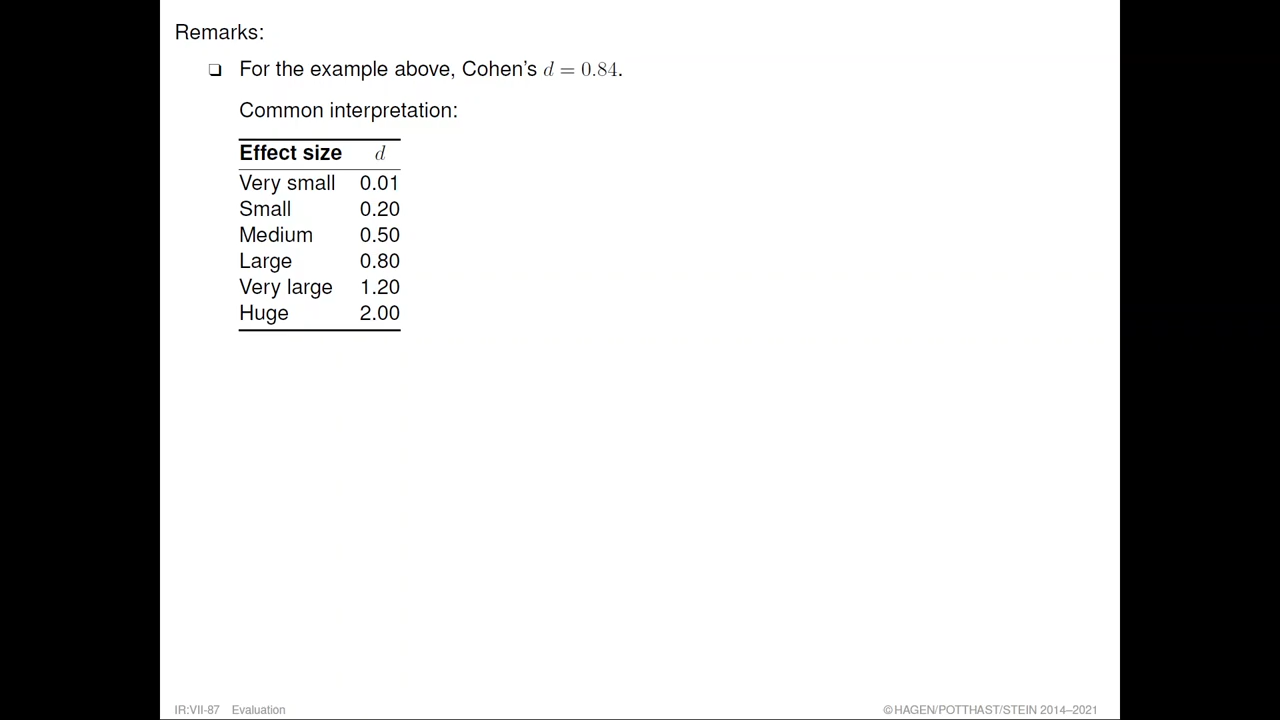 Remarks:
❑ For the example above, Cohen's d = 0.84.
Common interpretation:
Effect size d
Very small 0.01
Small 0.20
Medium 0.50
Large 0.80
Very large 1.20
Huge 2.00
IR:VII-87 Evaluation ©HAGEN/POTTHAST/STEIN 2014–2021